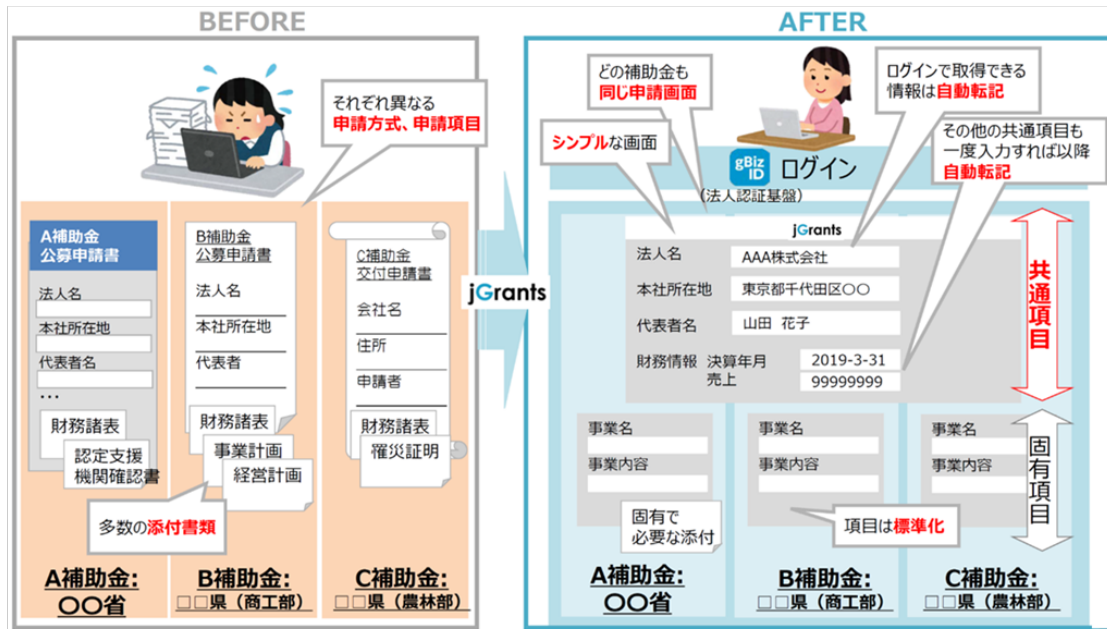 BEFORE
それぞれ異なる
申請方式、申請項目
A補助金
公募申請書
法人名
本社所在地
代表者名
…
財務諸表
認定支援
機関確認書
B補助金
公募申請書
法人名
本社所在地
代表者
財務諸表
事業計画
経営計画
C補助金
交付申請書
会社名
住所
申請者
財務諸表
罹災証明
多数の添付書類
A補助金:
〇〇省
B補助金:
□□県（商工部）
C補助金:
□□県（農林部）
jGrants
AFTER
どの補助金も
同じ申請画面
シンプルな画面
ログインで取得できる
情報は自動転記
その他の共通項目も
一度入力すれば以降
自動転記
gBiz
ID
ログイン
(法人認証基盤)
jGrants
法人名
AAA株式会社
本社所在地
東京都千代田区〇〇
代表者名
山田 花子
財務情報 決算年月
2019-3-31
売上
99999999
共通項目
事業名
事業内容
固有で
必要な添付
事業名
事業内容
項目は標準化
事業名
事業内容
固有項目
A補助金:
〇〇省
B補助金:
□□県（商工部）
C補助金:
□□県（農林部）